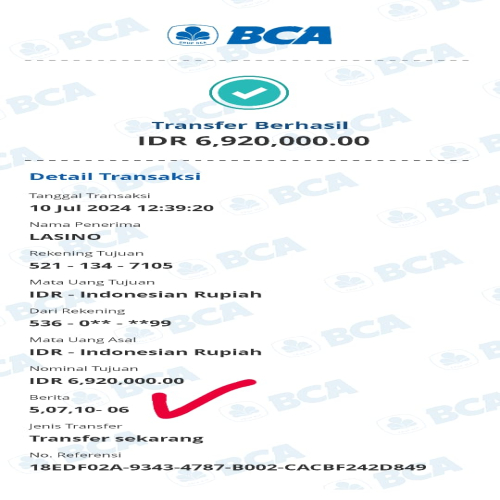 BCA
Transfer Berhasil
IDR 6,920,000.00
Detail Transaksi
Tanggal Transaksi
10 Jul 2024 12:39:20
Nama Penerima
LASINO
Rekening Tujuan
521 - 134 - 7105
Mata Uang Tujuan
IDR - Indonesian Rupiah
Dari Rekening
536 - 0** - **99
Mata Uang Asal
IDR - Indonesian Rupiah
Nominal Tujuan
IDR 6,920,000.00
Berita
5,07,10- 06
Jenis Transfer
Transfer sekarang
No. Referensi
18EDF02A-9343-4787-B002-CACBF242D849